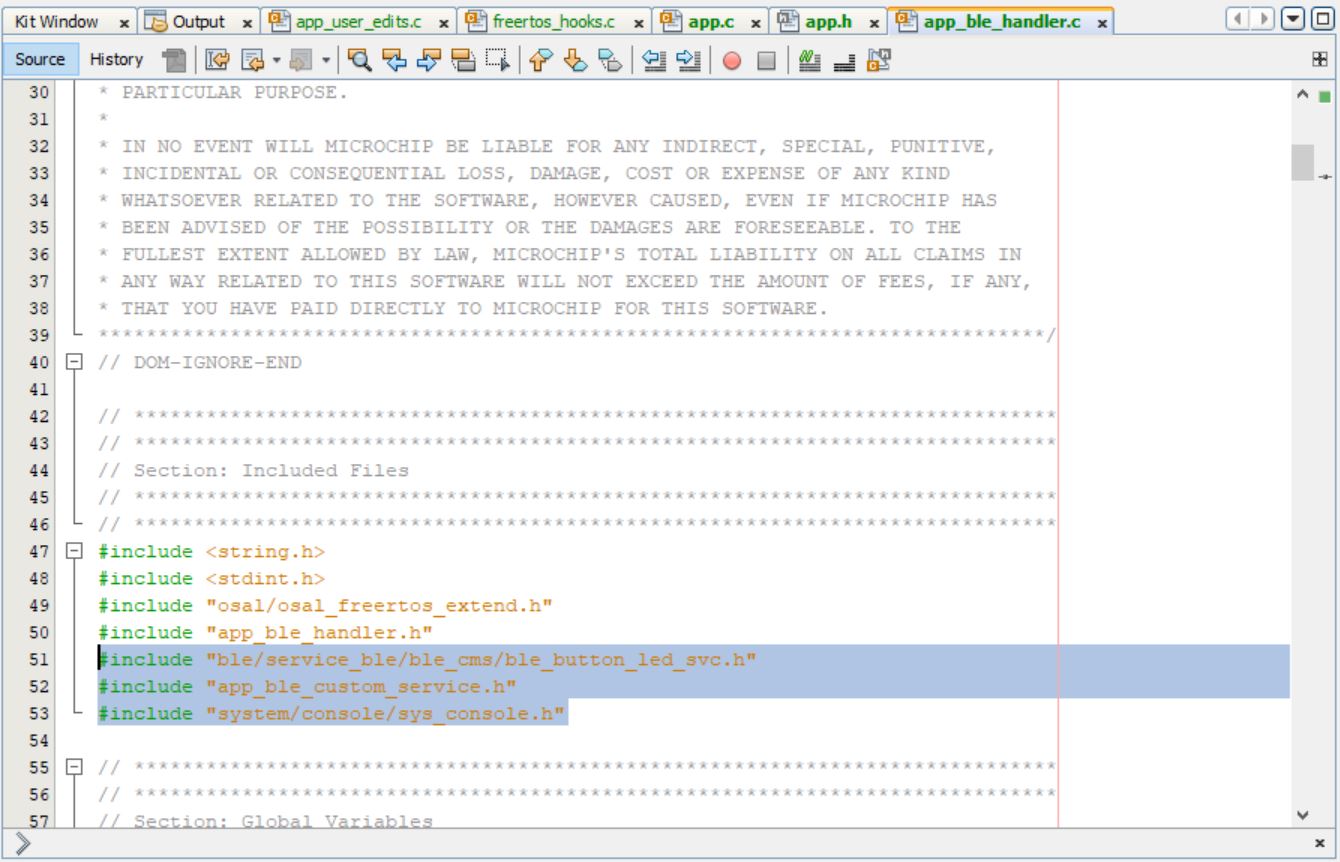 Kit Window x Output x app_user_edits.c x freertos_hooks.c x app.c x app.h x app_ble_handler.c x
Source History
30 * PARTICULAR PURPOSE.
31 *
32 * IN NO EVENT WILL MICROCHIP BE LIABLE FOR ANY INDIRECT, SPECIAL, PUNITIVE,
33 * INCIDENTAL OR CONSEQUENTIAL LOSS, DAMAGE, COST OR EXPENSE OF ANY KIND
34 * WHATSOEVER RELATED TO THE SOFTWARE, HOWEVER CAUSED, EVEN IF MICROCHIP HAS
35 * BEEN ADVISED OF THE POSSIBILITY OR THE DAMAGES ARE FORESEEABLE. TO THE
36 * FULLEST EXTENT ALLOWED BY LAW, MICROCHIP'S TOTAL LIABILITY ON ALL CLAIMS IN
37 * ANY WAY RELATED TO THIS SOFTWARE WILL NOT EXCEED THE AMOUNT OF FEES, IF ANY,
38 * THAT YOU HAVE PAID DIRECTLY TO MICROCHIP FOR THIS SOFTWARE.
39 *******************************************************************************/
40 // DOM-IGNORE-END
41
42 // *****************************************************************************
43 // *****************************************************************************
44 // Section: Included Files
45 // *****************************************************************************
46 // *****************************************************************************
47 #include <string.h>
48 #include <stdint.h>
49 #include "osal/osal_freertos_extend.h"
50 #include "app_ble_handler.h"
51 #include "ble/service_ble/ble_cms/ble_button_led_svc.h"
52 #include "app_ble_custom_service.h"
53 #include "system/console/sys_console.h"
54
55 // *****************************************************************************
56 // *****************************************************************************
57 // Section: Global Variables